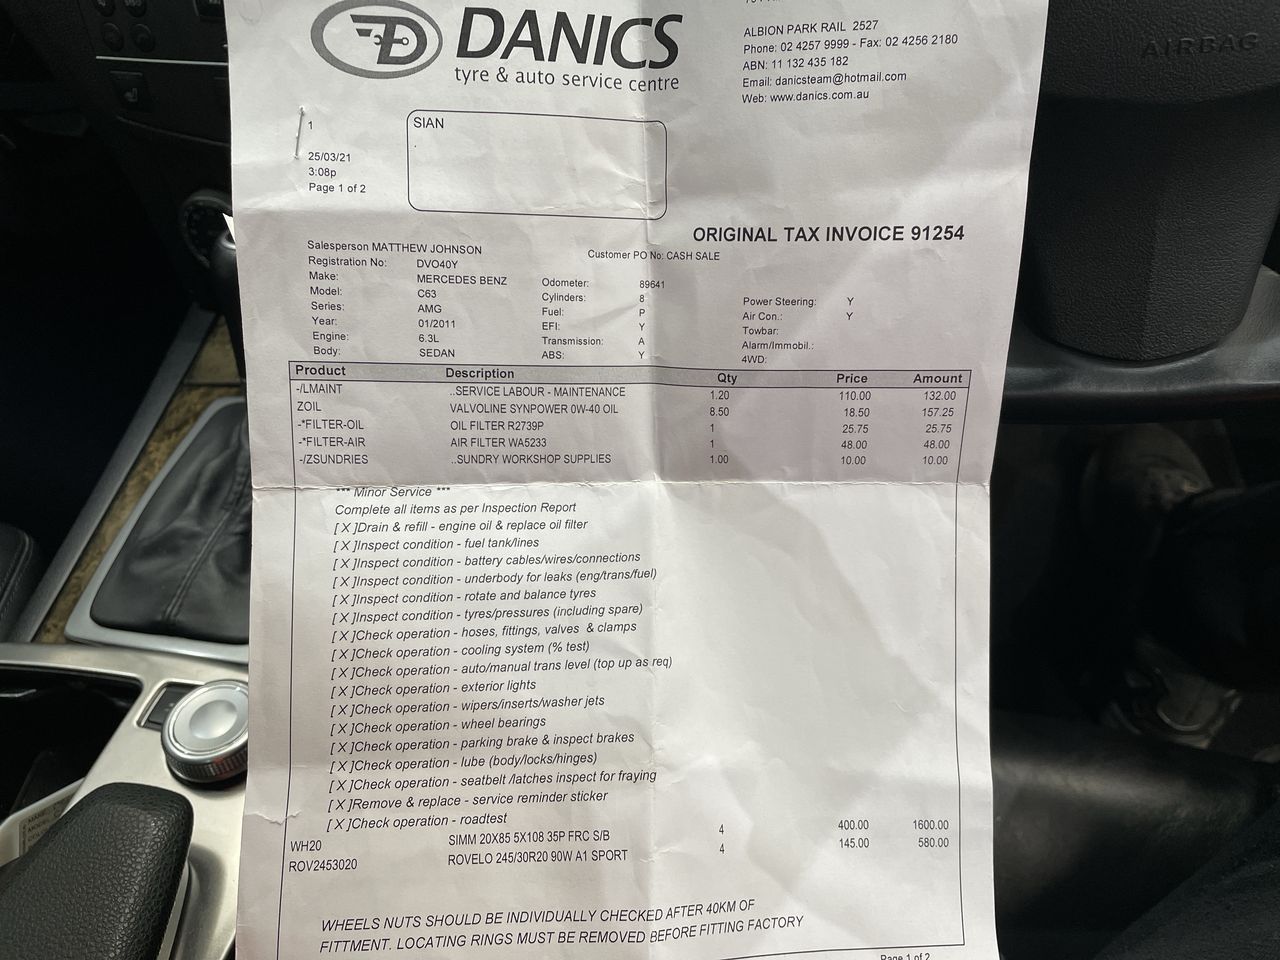 DANICS
tyre & auto service centre
ALBION PARK RAIL 2527
Phone: 02 4257 9999 - Fax: 02 4256 2180
ABN: 11 132 435 182
Email: danicsteam@hotmail.com
Web: www.danics.com.au
AIRBAG
1
25/03/21
3:08p
Page 1 of 2
SIAN
ORIGINAL TAX INVOICE 91254
Salesperson MATTHEW JOHNSON
Customer PO No: CASH SALE
Registration No: DVO40Y
Make: MERCEDES BENZ
Model: C63
Series: AMG
Year: 01/2011
Engine: 6.3L
Body: SEDAN
Odometer: 89641
Cylinders: 8
Fuel: P
EFI: Y
Transmission: A
ABS: Y
Power Steering: Y
Air Con.: Y
Towbar:
Alarm/Immobil.:
4WD:
Product Description Qty Price Amount
-/LMAINT ..SERVICE LABOUR - MAINTENANCE 1.20 110.00 132.00
ZOIL VALVOLINE SYNPOWER 0W-40 OIL 8.50 18.50 157.25
-*FILTER-OIL OIL FILTER R2739P 1 25.75 25.75
-*FILTER-AIR AIR FILTER WA5233 1 48.00 48.00
-/ZSUNDRIES ..SUNDRY WORKSHOP SUPPLIES 1.00 10.00 10.00
*** Minor Service ***
Complete all items as per Inspection Report
[ X ]Drain & refill - engine oil & replace oil filter
[ X ]Inspect condition - fuel tank/lines
[ X ]Inspect condition - battery cables/wires/connections
[ X ]Inspect condition - underbody for leaks (eng/trans/fuel)
[ X ]Inspect condition - rotate and balance tyres
[ X ]Inspect condition - tyres/pressures (including spare)
[ X ]Check operation - hoses, fittings, valves & clamps
[ X ]Check operation - cooling system (% test)
[ X ]Check operation - auto/manual trans level (top up as req)
[ X ]Check operation - exterior lights
[ X ]Check operation - wipers/inserts/washer jets
[ X ]Check operation - wheel bearings
[ X ]Check operation - parking brake & inspect brakes
[ X ]Check operation - lube (body/locks/hinges)
[ X ]Check operation - seatbelt /latches inspect for fraying
[ X ]Remove & replace - service reminder sticker
[ X ]Check operation - roadtest
WH20 SIMM 20X85 5X108 35P FRC S/B 4 400.00 1600.00
ROV2453020 ROVELO 245/30R20 90W A1 SPORT 4 145.00 580.00
WHEELS NUTS SHOULD BE INDIVIDUALLY CHECKED AFTER 40KM OF
FITTMENT. LOCATING RINGS MUST BE REMOVED BEFORE FITTING FACTORY
Page 1 of 2